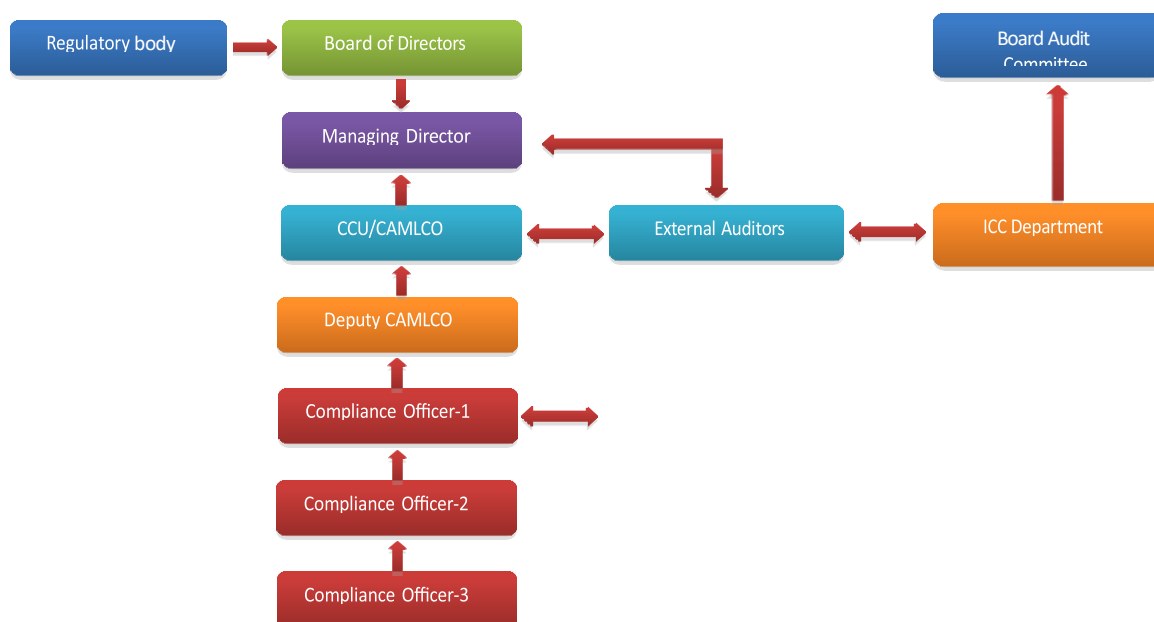 Regulatory body
Board of Directors
Board Audit
Committee
Managing Director
CCU/CAMLCO
External Auditors
ICC Department
Deputy CAMLCO
Compliance Officer-1
Compliance Officer-2
Compliance Officer-3